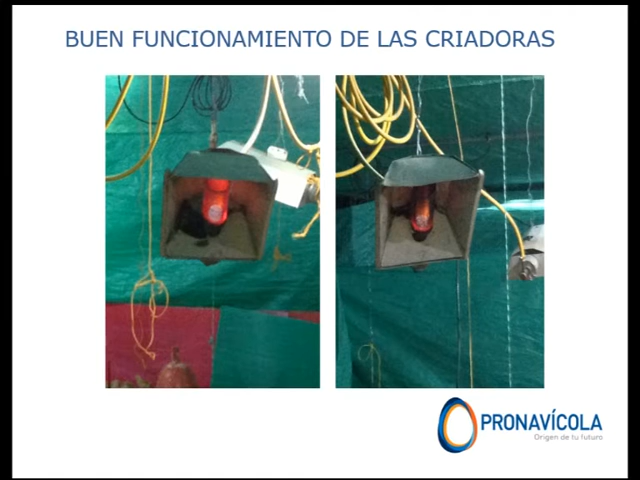 BUEN FUNCIONAMIENTO DE LAS CRIADORAS
PRONAVÍCOLA
Origen de tu futuro